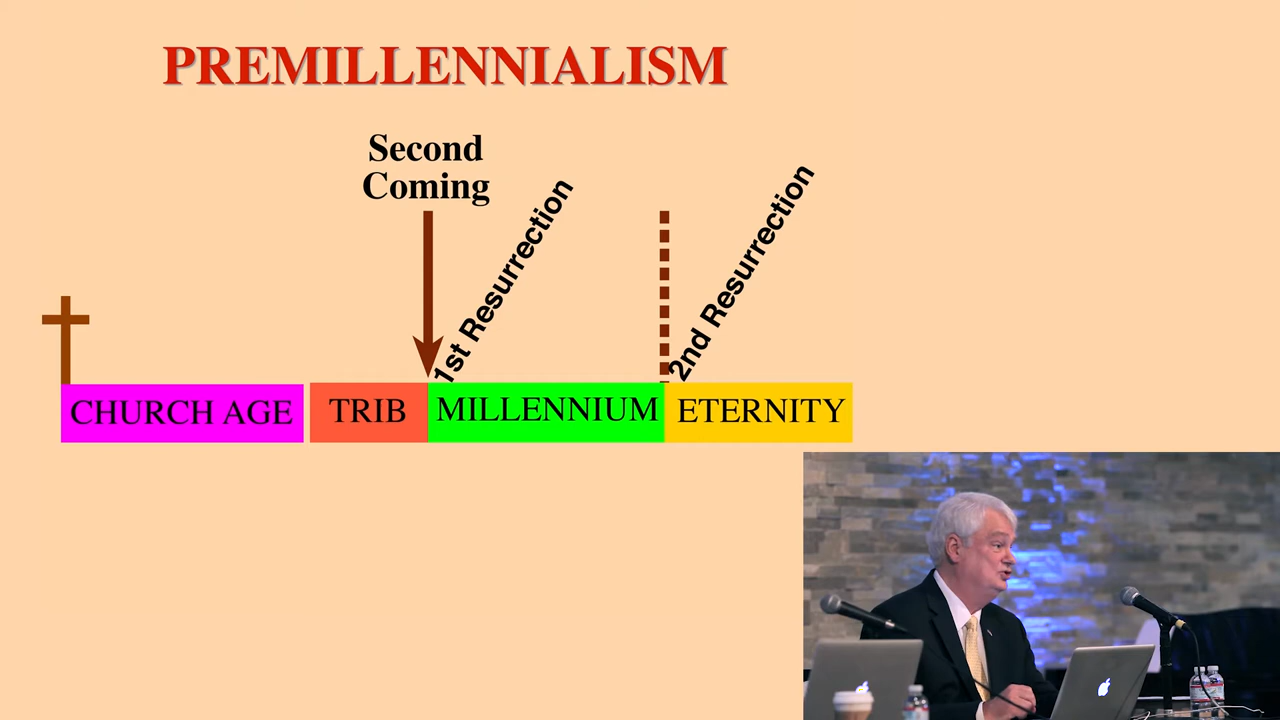 PREMILLENNIALISM
Second
Coming
1st Resurrection
2nd Resurrection
CHURCH AGE
TRIB
MILLENNIUM
ETERNITY